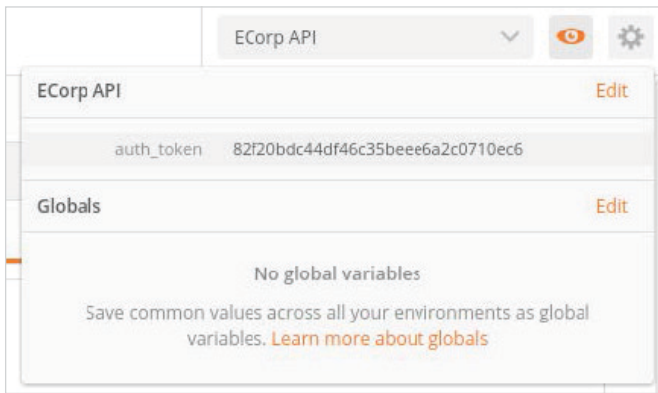 ECorp API
ECorp API Edit
auth_token 82f20bdc44df46c35beee6a2c0710ec6
Globals Edit
No global variables
Save common values across all your environments as global
variables. Learn more about globals